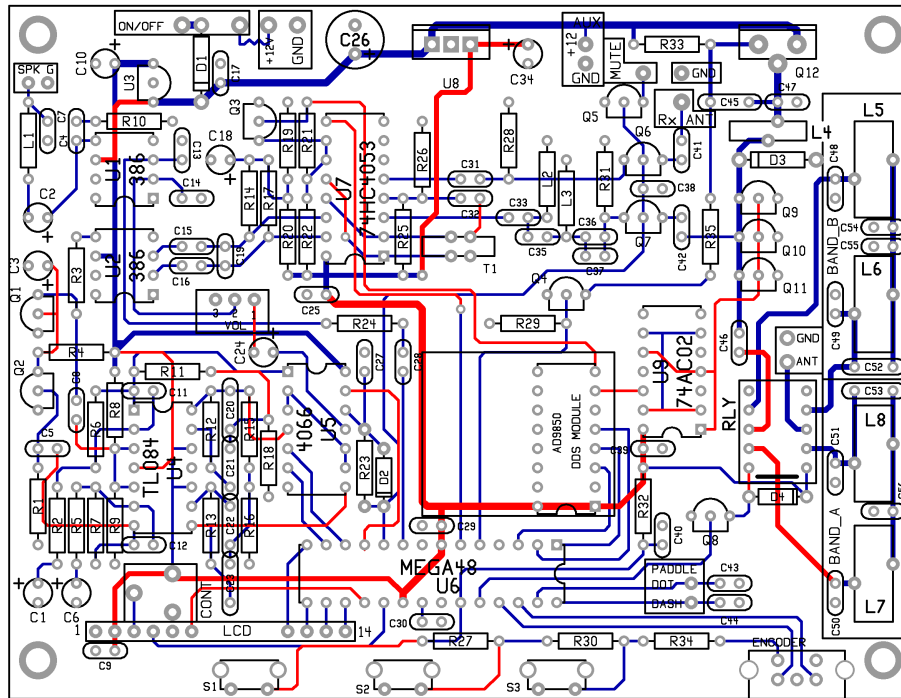 ON/OFF
+12V
GND
C26
AUX
+12
GND
MUTE
R33
GND
Q12
C10
U3
D1
C17
U8
C34
SPK G
Rx ANT
C45
C47
L5
L1
C4
C7
R10
Q3
R19
R21
R28
Q5
Q6
C41
L4
U1
386
C13
C18
U7
74HC4053
R26
C31
L2
L3
R31
D3
C48
C2
C14
R14
R17
C32
C33
C38
Q9
C54
C3
U2
386
C15
C16
C19
R20
R22
R25
T1
C35
C36
C37
Q7
C42
R35
Q10
C55
BAND_B
L6
Q1
R3
3 2 1
VOL
C25
Q4
Q11
R4
C24
R24
C27
C28
R29
U9
74AC02
C46
GND
ANT
C49
C52
Q2
R11
C8
C11
C20
4066
U5
AD9850
DDS MODULE
RLY
C53
C5
R6
R8
TL084
U4
R12
R15
C21
R18
R23
D2
C39
C51
L8
R1
R2
R5
R7
R9
C12
R13
C22
R16
C29
R32
C40
Q8
D4
C56
BAND_A
C1
C6
CONT
C23
MEGA48
U6
PADDLE
DOT
DASH
C43
C44
C50
L7
1
LCD
14
C9
C30
R27
R30
R34
ENCODER
S1
S2
S3